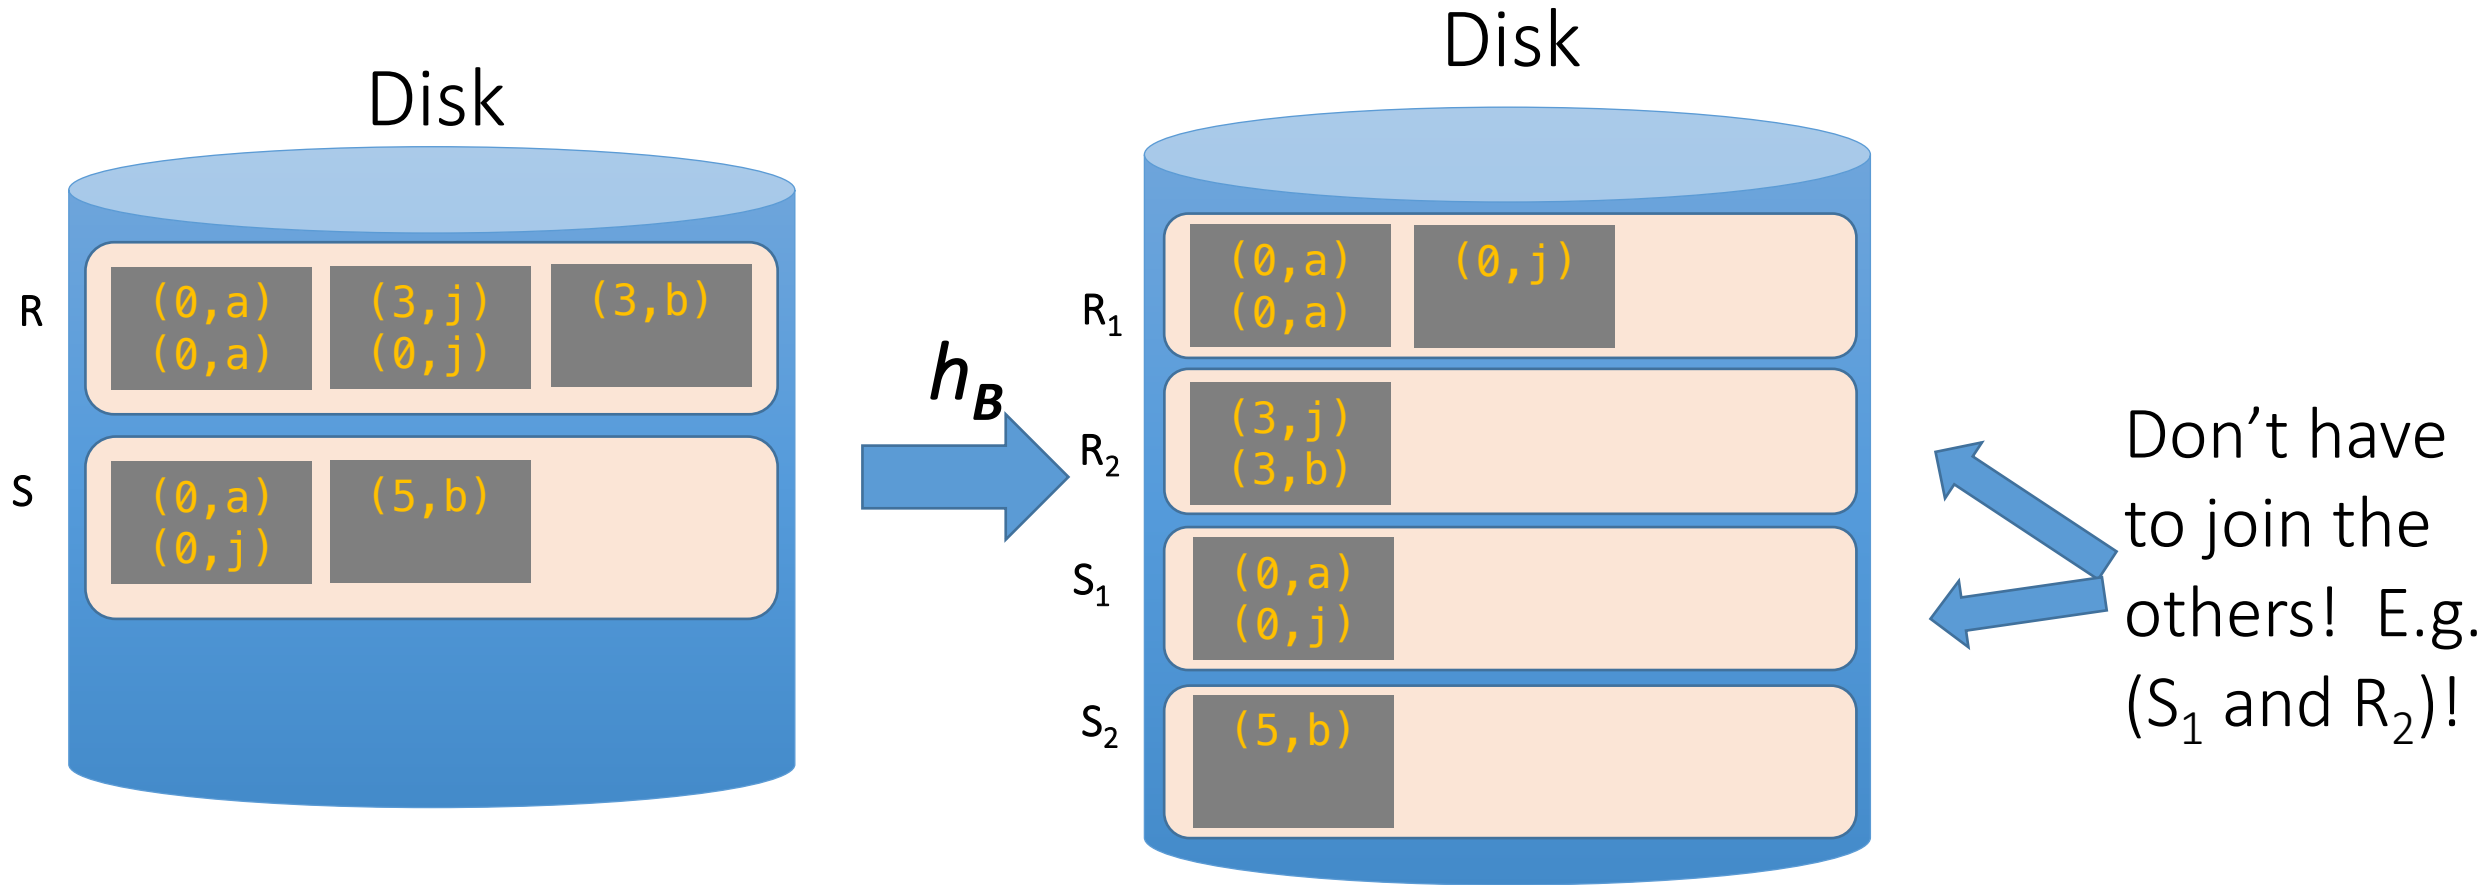 Disk
R
(0,a)
(0,a)
(3,j)
(0,j)
(3,b)
S
(0,a)
(0,j)
(5,b)
h_B
Disk
R₁
(0,a)
(0,a)
(0,j)
R₂
(3,j)
(3,b)
S₁
(0,a)
(0,j)
S₂
(5,b)
Don’t have
to join the
others!  E.g.
(S₁ and R₂)!